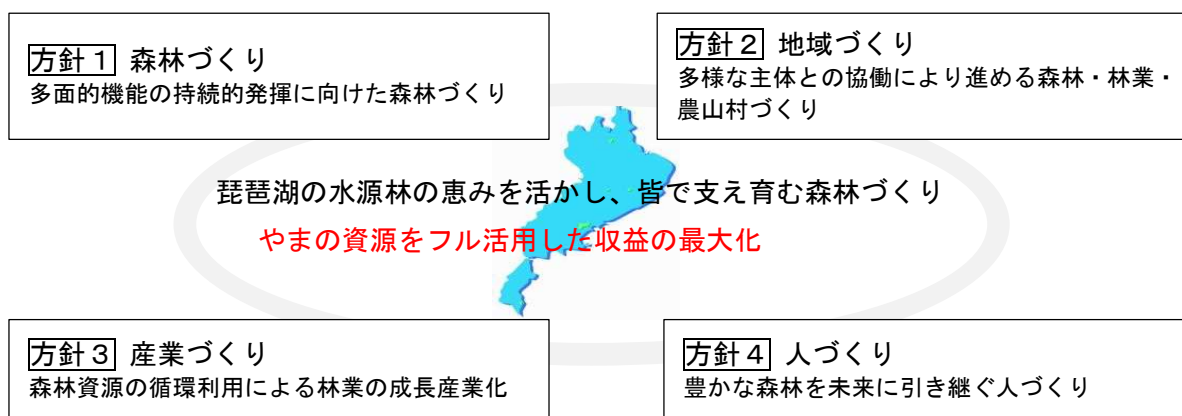 方針１ 森林づくり
多面的機能の持続的発揮に向けた森林づくり
方針２ 地域づくり
多様な主体との協働により進める森林・林業・
農山村づくり
琵琶湖の水源林の恵みを活かし、皆で支え育む森林づくり
やまの資源をフル活用した収益の最大化
方針３ 産業づくり
森林資源の循環利用による林業の成長産業化
方針４ 人づくり
豊かな森林を未来に引き継ぐ人づくり